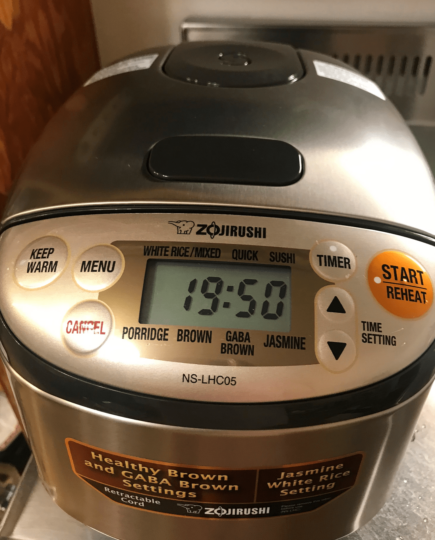 ZOJIRUSHI
KEEP WARM
MENU
CANCEL
WHITE RICE/MIXED QUICK SUSHI
19:50
PORRIDGE BROWN GABA BROWN JASMINE
TIMER
START
REHEAT
TIME SETTING
NS-LHC05
Healthy Brown
and GABA Brown
Settings
Retractable
Cord
Jasmine
White Rice
Setting
ZOJIRUSHI